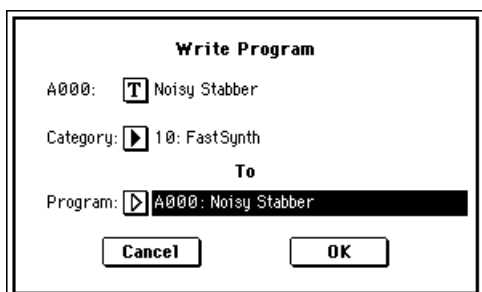 Write Program
A000: T Noisy Stabber
Category: 10: FastSynth
To
Program: A000: Noisy Stabber
Cancel OK